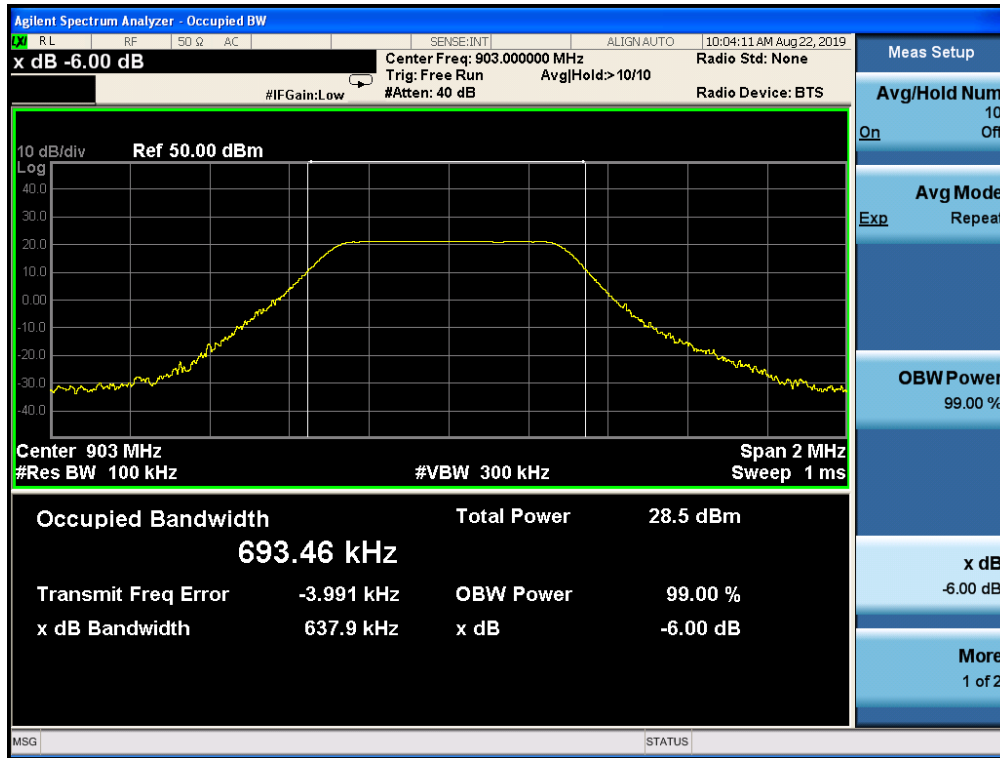 Agilent Spectrum Analyzer - Occupied BW
LXI RL RF 50 Ω AC SENSE:INT ALIGN AUTO 10:04:11 AM Aug 22, 2019
x dB -6.00 dB
Center Freq: 903.000000 MHz
Radio Std: None
Trig: Free Run Avg|Hold:>10/10
#IFGain:Low #Atten: 40 dB Radio Device: BTS
10 dB/div Ref 50.00 dBm
Log
40.0
30.0
20.0
10.0
0.00
-10.0
-20.0
-30.0
-40.0
Center 903 MHz Span 2 MHz
#Res BW 100 kHz #VBW 300 kHz Sweep 1 ms
Occupied Bandwidth Total Power 28.5 dBm
693.46 kHz
Transmit Freq Error -3.991 kHz OBW Power 99.00 %
x dB Bandwidth 637.9 kHz x dB -6.00 dB
MSG STATUS
Meas Setup
Avg/Hold Num
10
On Off
Avg Mode
Exp Repeat
OBW Power
99.00 %
x dB
-6.00 dB
More
1 of 2